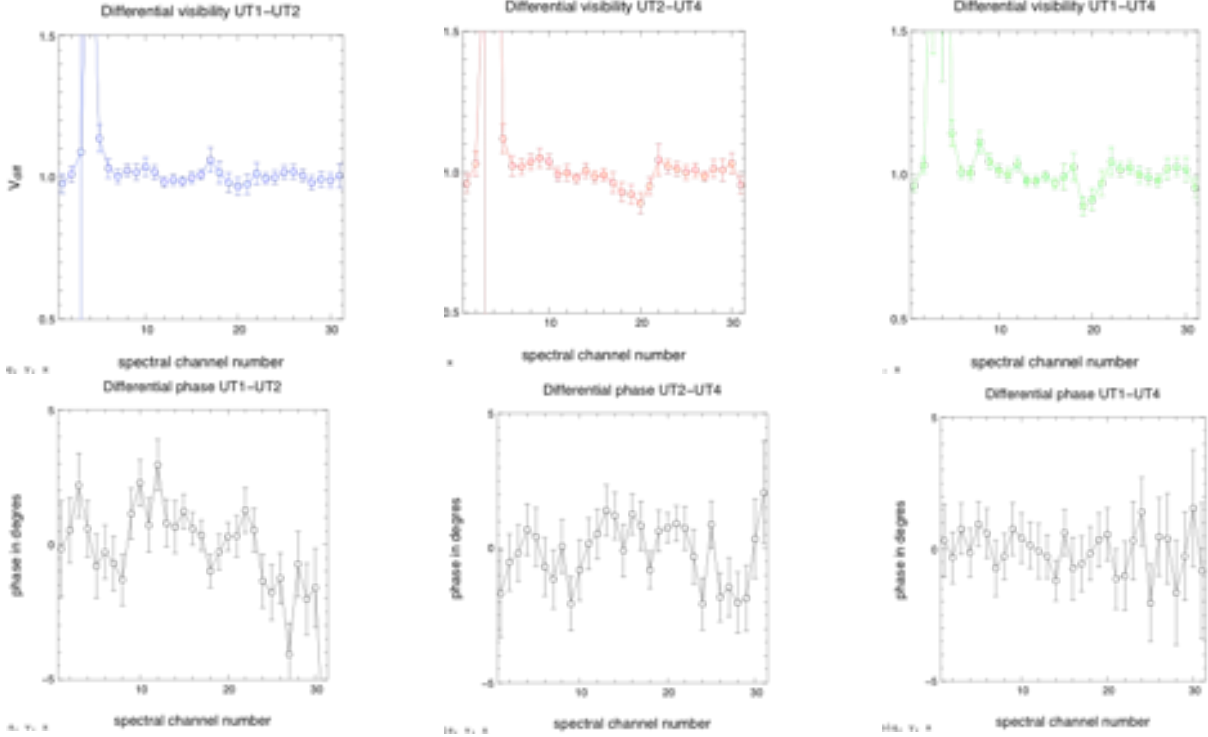 Differential visibility UT1-UT2
1.5
1.0
0.5
Vdiff
10
20
30
spectral channel number
Differential visibility UT2-UT4
1.5
1.0
.5
10
20
30
spectral channel number
Differential visibility UT1-UT4
1.5
1.0
0.5
10
20
30
spectral channel number
Differential phase UT1-UT2
5
0
-5
phase in degres
10
20
30
spectral channel number
Differential phase UT2-UT4
5
0
-5
phase in degres
10
20
30
spectral channel number
Differential phase UT1-UT4
5
0
-5
phase in degres
10
20
30
spectral channel number